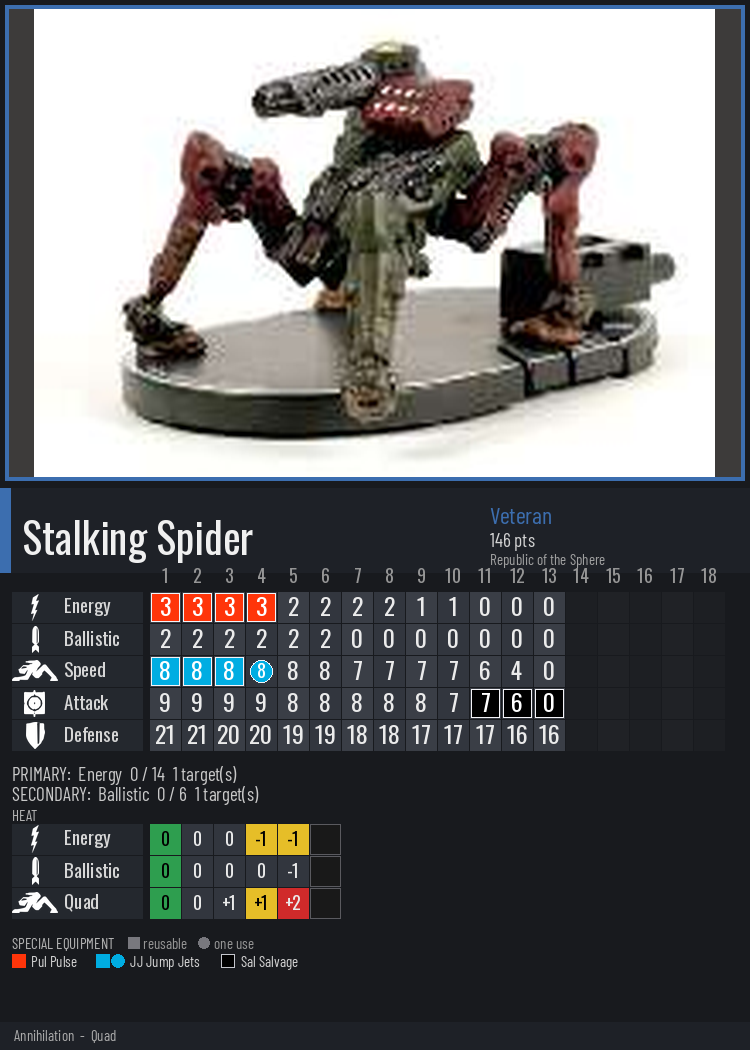 Stalking Spider
Veteran
146 pts
Republic of the Sphere
1 2 3 4 5 6 7 8 9 10 11 12 13 14 15 16 17 18
Energy 3 3 3 3 2 2 2 2 1 1 0 0 0
Ballistic 2 2 2 2 2 2 0 0 0 0 0 0 0
Speed 8 8 8 8 8 8 7 7 7 7 6 4 0
Attack 9 9 9 9 8 8 8 8 8 7 7 6 0
Defense 21 21 20 20 19 19 18 18 17 17 17 16 16
PRIMARY: Energy 0 / 14 1 target(s)
SECONDARY: Ballistic 0 / 6 1 target(s)
HEAT
Energy 0 0 0 -1 -1
Ballistic 0 0 0 0 -1
Quad 0 0 +1 +1 +2
SPECIAL EQUIPMENT reusable one use
Pul Pulse JJ Jump Jets Sal Salvage
Annihilation - Quad